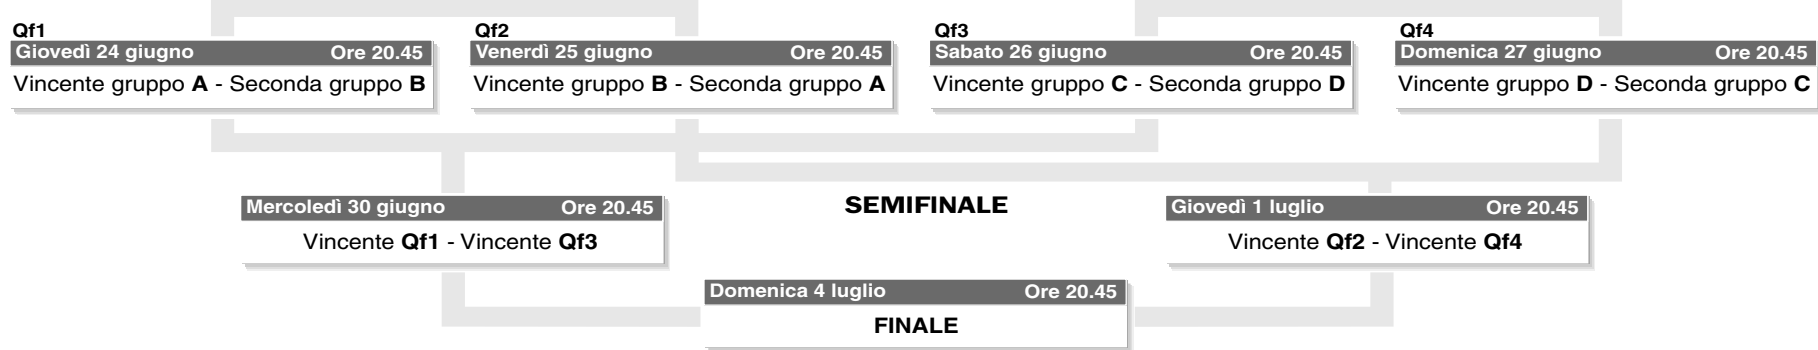 Qf1
Giovedì 24 giugno Ore 20.45
Vincente gruppo A - Seconda gruppo B
Qf2
Venerdì 25 giugno Ore 20.45
Vincente gruppo B - Seconda gruppo A
Qf3
Sabato 26 giugno Ore 20.45
Vincente gruppo C - Seconda gruppo D
Qf4
Domenica 27 giugno Ore 20.45
Vincente gruppo D - Seconda gruppo C
Mercoledì 30 giugno Ore 20.45
Vincente Qf1 - Vincente Qf3
SEMIFINALE
Giovedì 1 luglio Ore 20.45
Vincente Qf2 - Vincente Qf4
Domenica 4 luglio Ore 20.45
FINALE